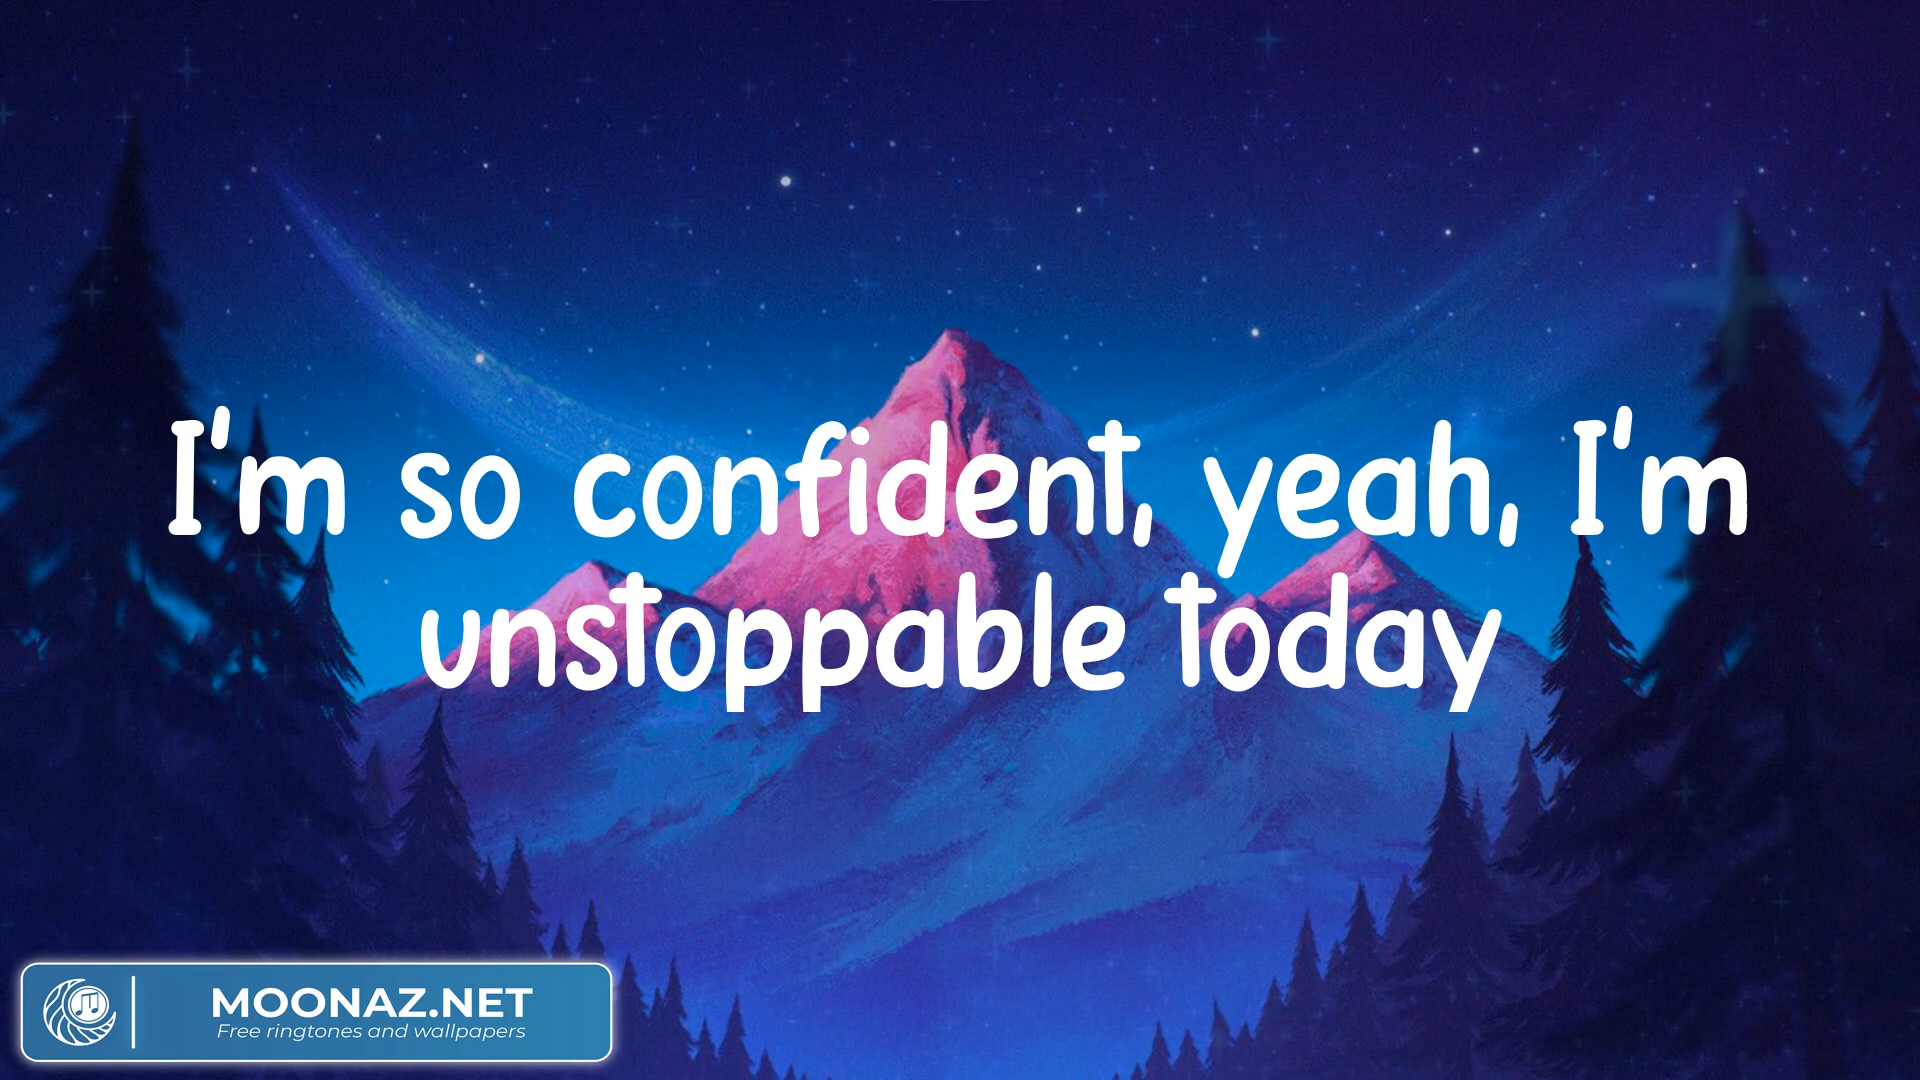 I'm so confident, yeah, I'm
unstoppable today
MOONAZ.NET
Free ringtones and wallpapers